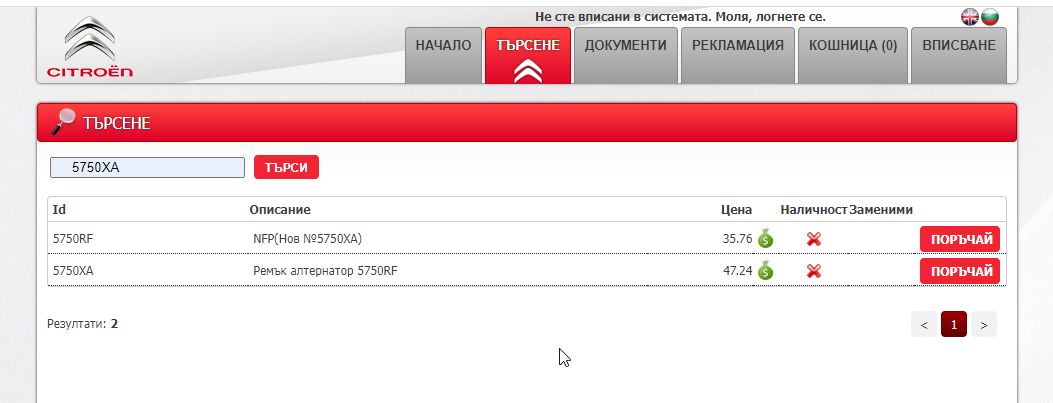 Не сте вписани в системата. Моля, логнете се.
CITROËN
НАЧАЛО ТЪРСЕНЕ ДОКУМЕНТИ РЕКЛАМАЦИЯ КОШНИЦА (0) ВПИСВАНЕ
ТЪРСЕНЕ
5750XA ТЪРСИ
Id Описание Цена Наличност Заменими
5750RF NFP(Нов №5750XA) 35.76 ПОРЪЧАЙ
5750XA Ремък алтернатор 5750RF 47.24 ПОРЪЧАЙ
Резултати: 2 < 1 >